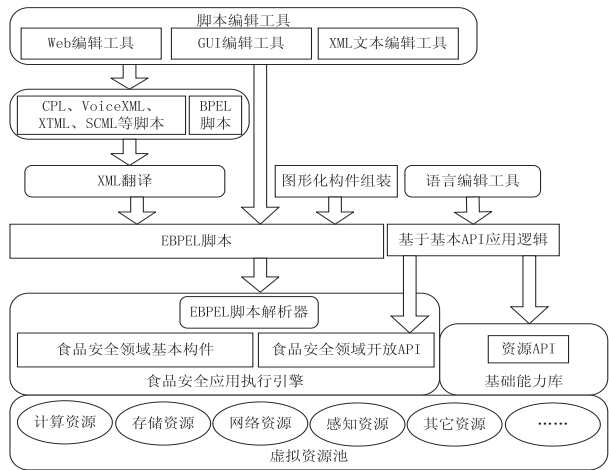 脚本编辑工具
Web编辑工具
GUI编辑工具
XML文本编辑工具
CPL、VoiceXML、
XTML、SCML等脚本
BPEL
脚本
XML翻译
图形化构件组装
语言编辑工具
EBPEL脚本
基于基本API应用逻辑
EBPEL脚本解析器
食品安全领域基本构件
食品安全领域开放API
食品安全应用执行引擎
资源API
基础能力库
计算资源
存储资源
网络资源
感知资源
其它资源
……
虚拟资源池